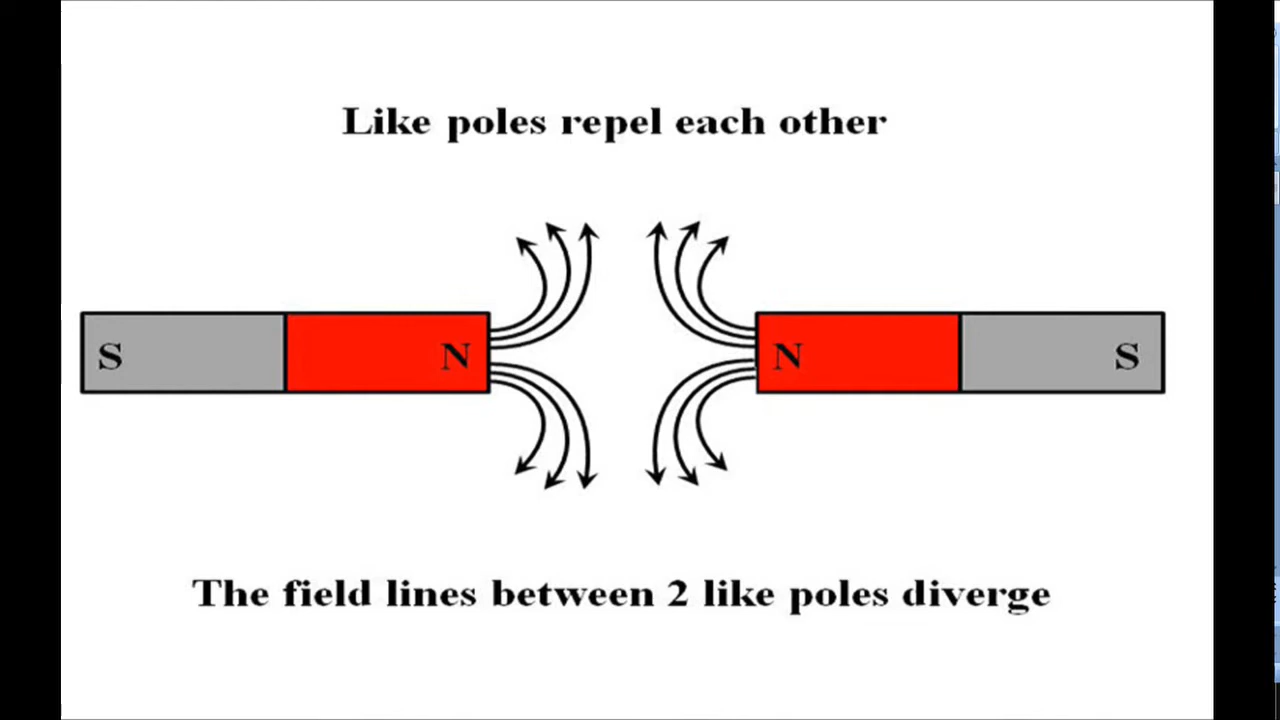 Like poles repel each other
S N N S
The field lines between 2 like poles diverge